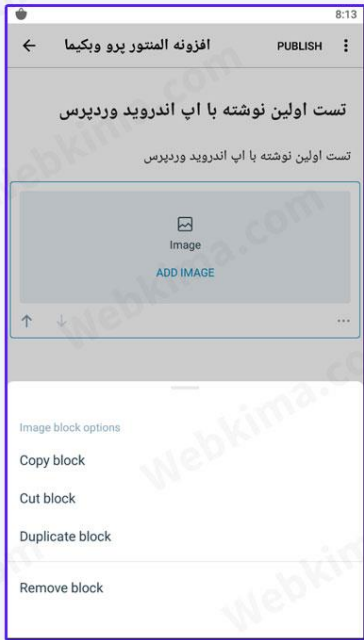 8:13
افزونه المنتور پرو وبکیما
PUBLISH
تست اولین نوشته با اپ اندروید وردپرس
تست اولین نوشته با اپ اندروید وردپرس
Image
ADD IMAGE
Image block options
Copy block
Cut block
Duplicate block
Remove block
Webkima.com